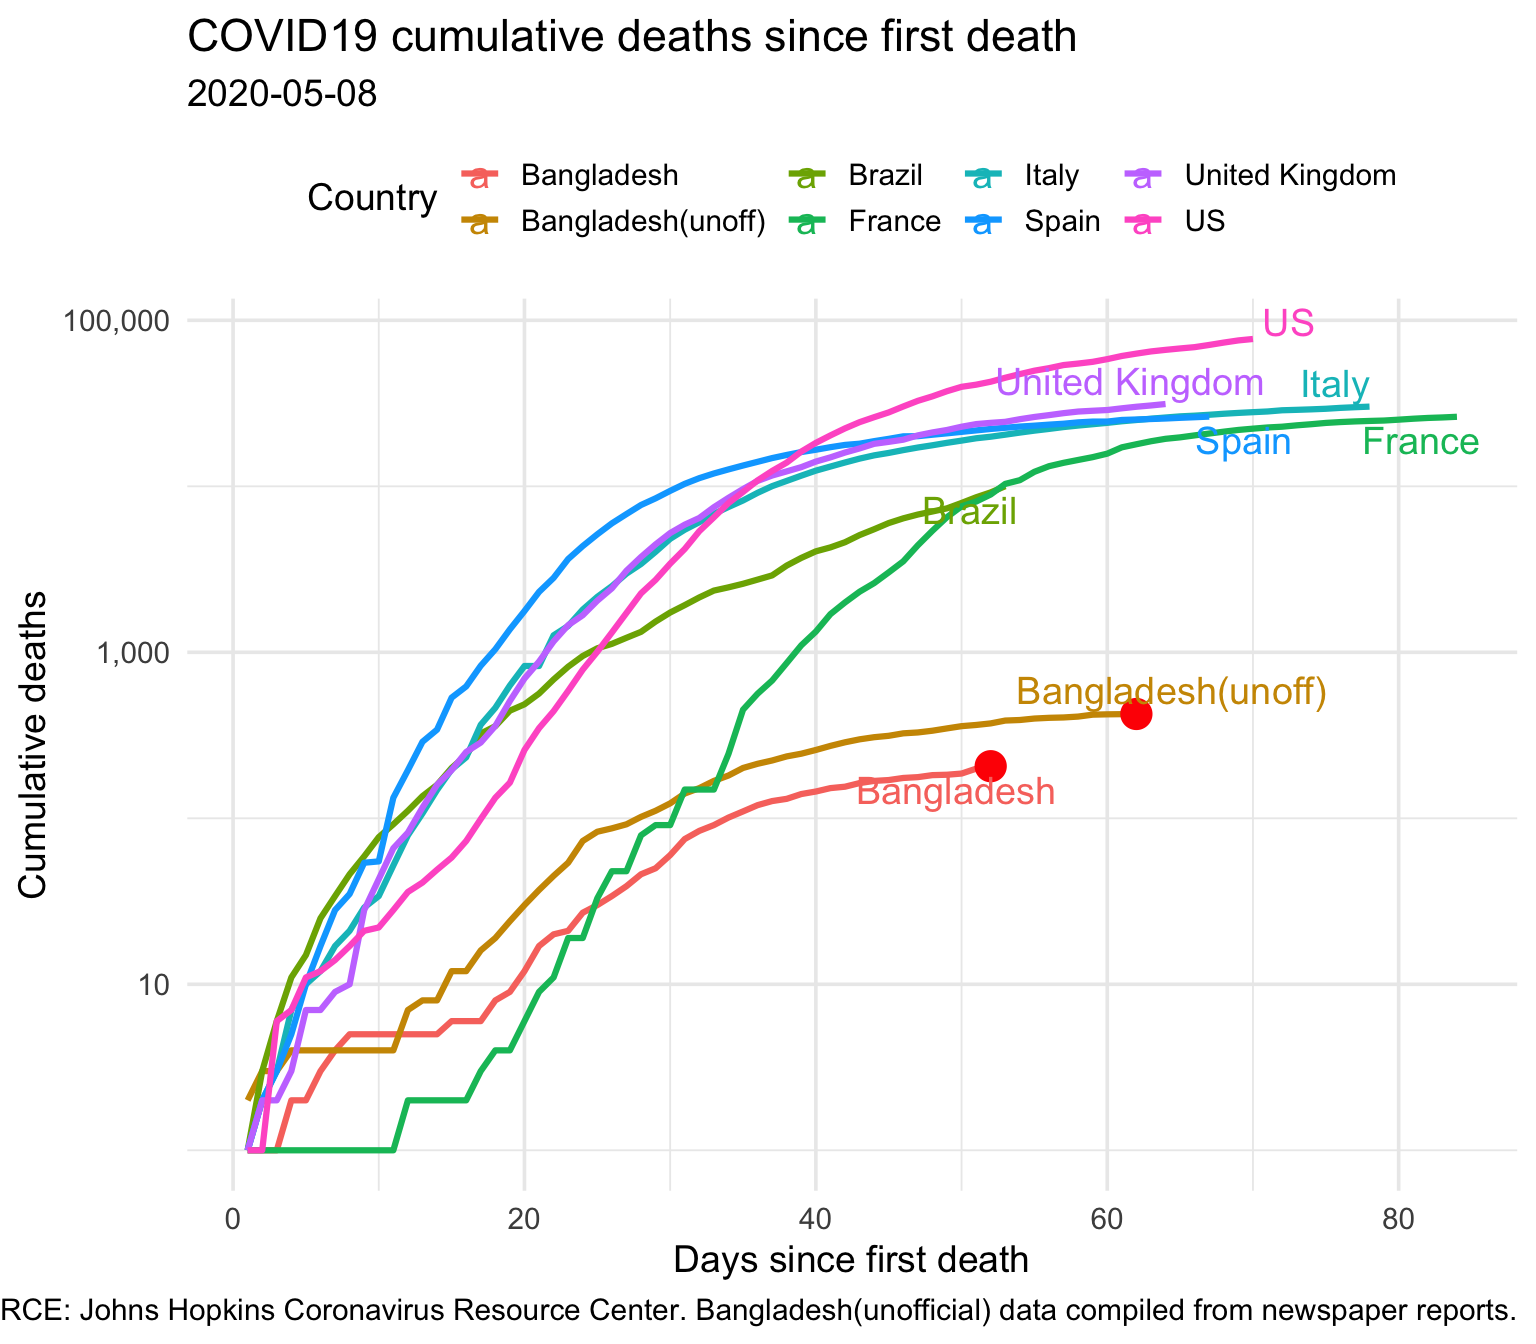 COVID19 cumulative deaths since first death
2020-05-08
Country
a Bangladesh a Brazil a Italy a United Kingdom
a Bangladesh(unoff) a France a Spain a US
100,000
1,000
10
Cumulative deaths
US
United Kingdom
Italy
Spain
France
Brazil
Bangladesh(unoff)
Bangladesh
0 20 40 60 80
Days since first death
RCE: Johns Hopkins Coronavirus Resource Center. Bangladesh(unofficial) data compiled from newspaper reports.